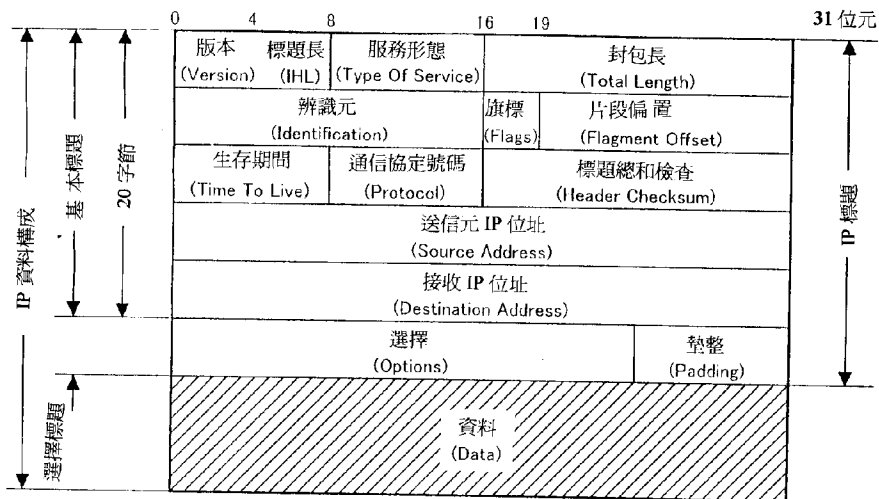 0 4 8 16 19 31 位元
版本 標題長 服務形態 封包長
(Version) (IHL) (Type Of Service) (Total Length)
辨識元 旗標 片段偏 置
(Identification) (Flags) (Flagment Offset)
生存期間 通信協定號碼 標題總和檢查
(Time To Live) (Protocol) (Header Checksum)
送信元 IP 位址
(Source Address)
接收 IP 位址
(Destination Address)
選擇 墊整
(Options) (Padding)
資料
(Data)
IP 資料構成
基 本標題
20 字節
選擇標題
IP 標題